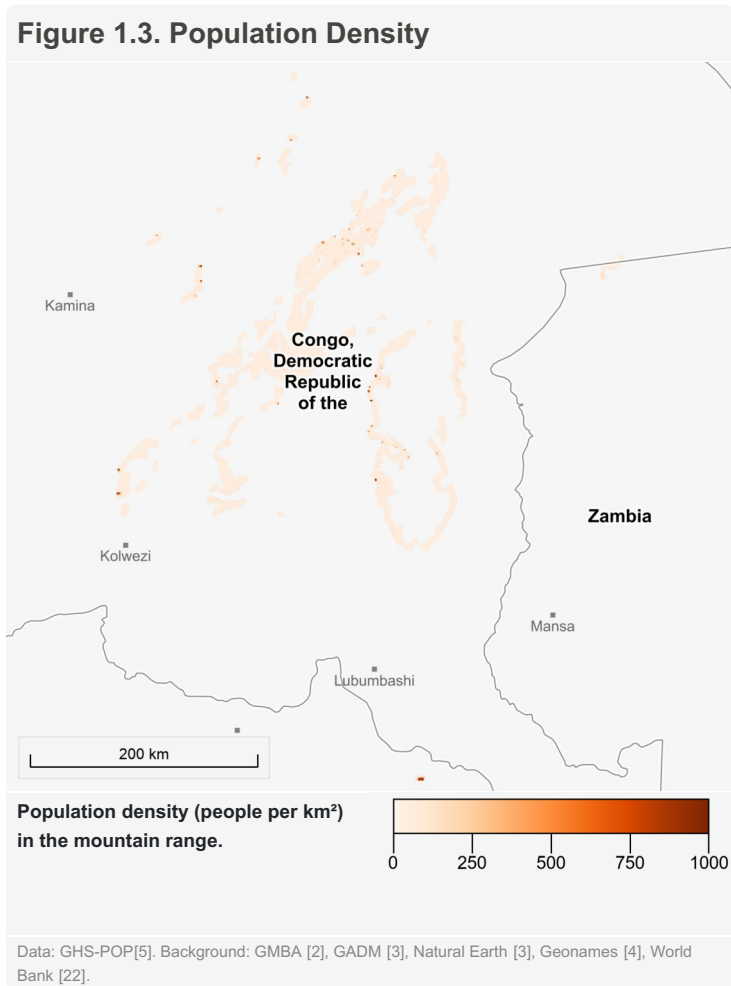 Figure 1.3. Population Density
Kamina
Congo,
Democratic
Republic
of the
Zambia
Kolwezi
Mansa
Lubumbashi
200 km
Population density (people per km²)
in the mountain range.
0 250 500 750 1000
Data: GHS-POP[5]. Background: GMBA [2], GADM [3], Natural Earth [3], Geonames [4], World
Bank [22].